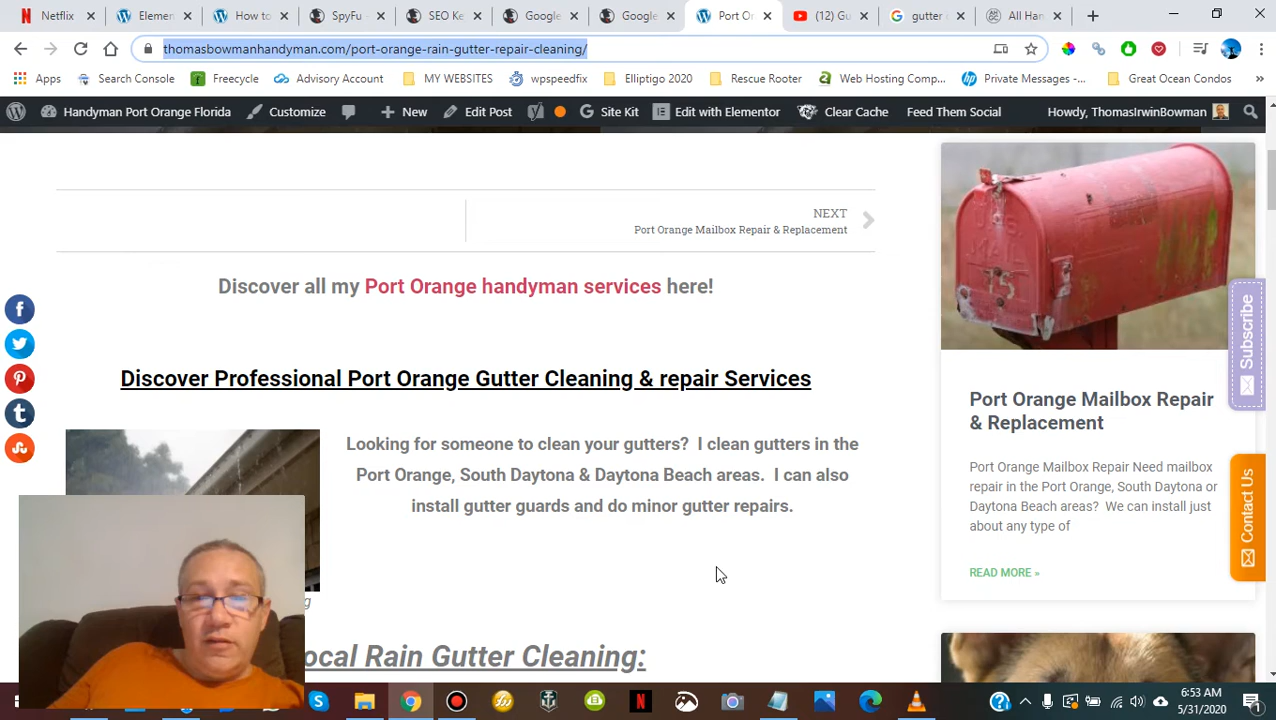 Netflix
Elemen
How to
SpyFu -
SEO Ke
Google
Google
Port Or
(12) Gu
gutter s
All Han
thomasbowmanhandyman.com/port-orange-rain-gutter-repair-cleaning/
Apps
Search Console
Freecycle
Advisory Account
MY WEBSITES
wpspeedfix
Elliptigo 2020
Rescue Rooter
Web Hosting Comp...
Private Messages -...
Great Ocean Condos
»
Handyman Port Orange Florida
Customize
New
Edit Post
Site Kit
Edit with Elementor
Clear Cache
Feed Them Social
Howdy, ThomasIrwinBowman
NEXT
Port Orange Mailbox Repair & Replacement
Discover all my Port Orange handyman services here!
Discover Professional Port Orange Gutter Cleaning & repair Services
Looking for someone to clean your gutters? I clean gutters in the
Port Orange, South Daytona & Daytona Beach areas. I can also
install gutter guards and do minor gutter repairs.
ocal Rain Gutter Cleaning:
U.S. MAIL
Port Orange Mailbox Repair
& Replacement
Port Orange Mailbox Repair Need mailbox
repair in the Port Orange, South Daytona or
Daytona Beach areas? We can install just
about any type of
READ MORE »
Subscribe
Contact Us
6:53 AM
5/31/2020
1